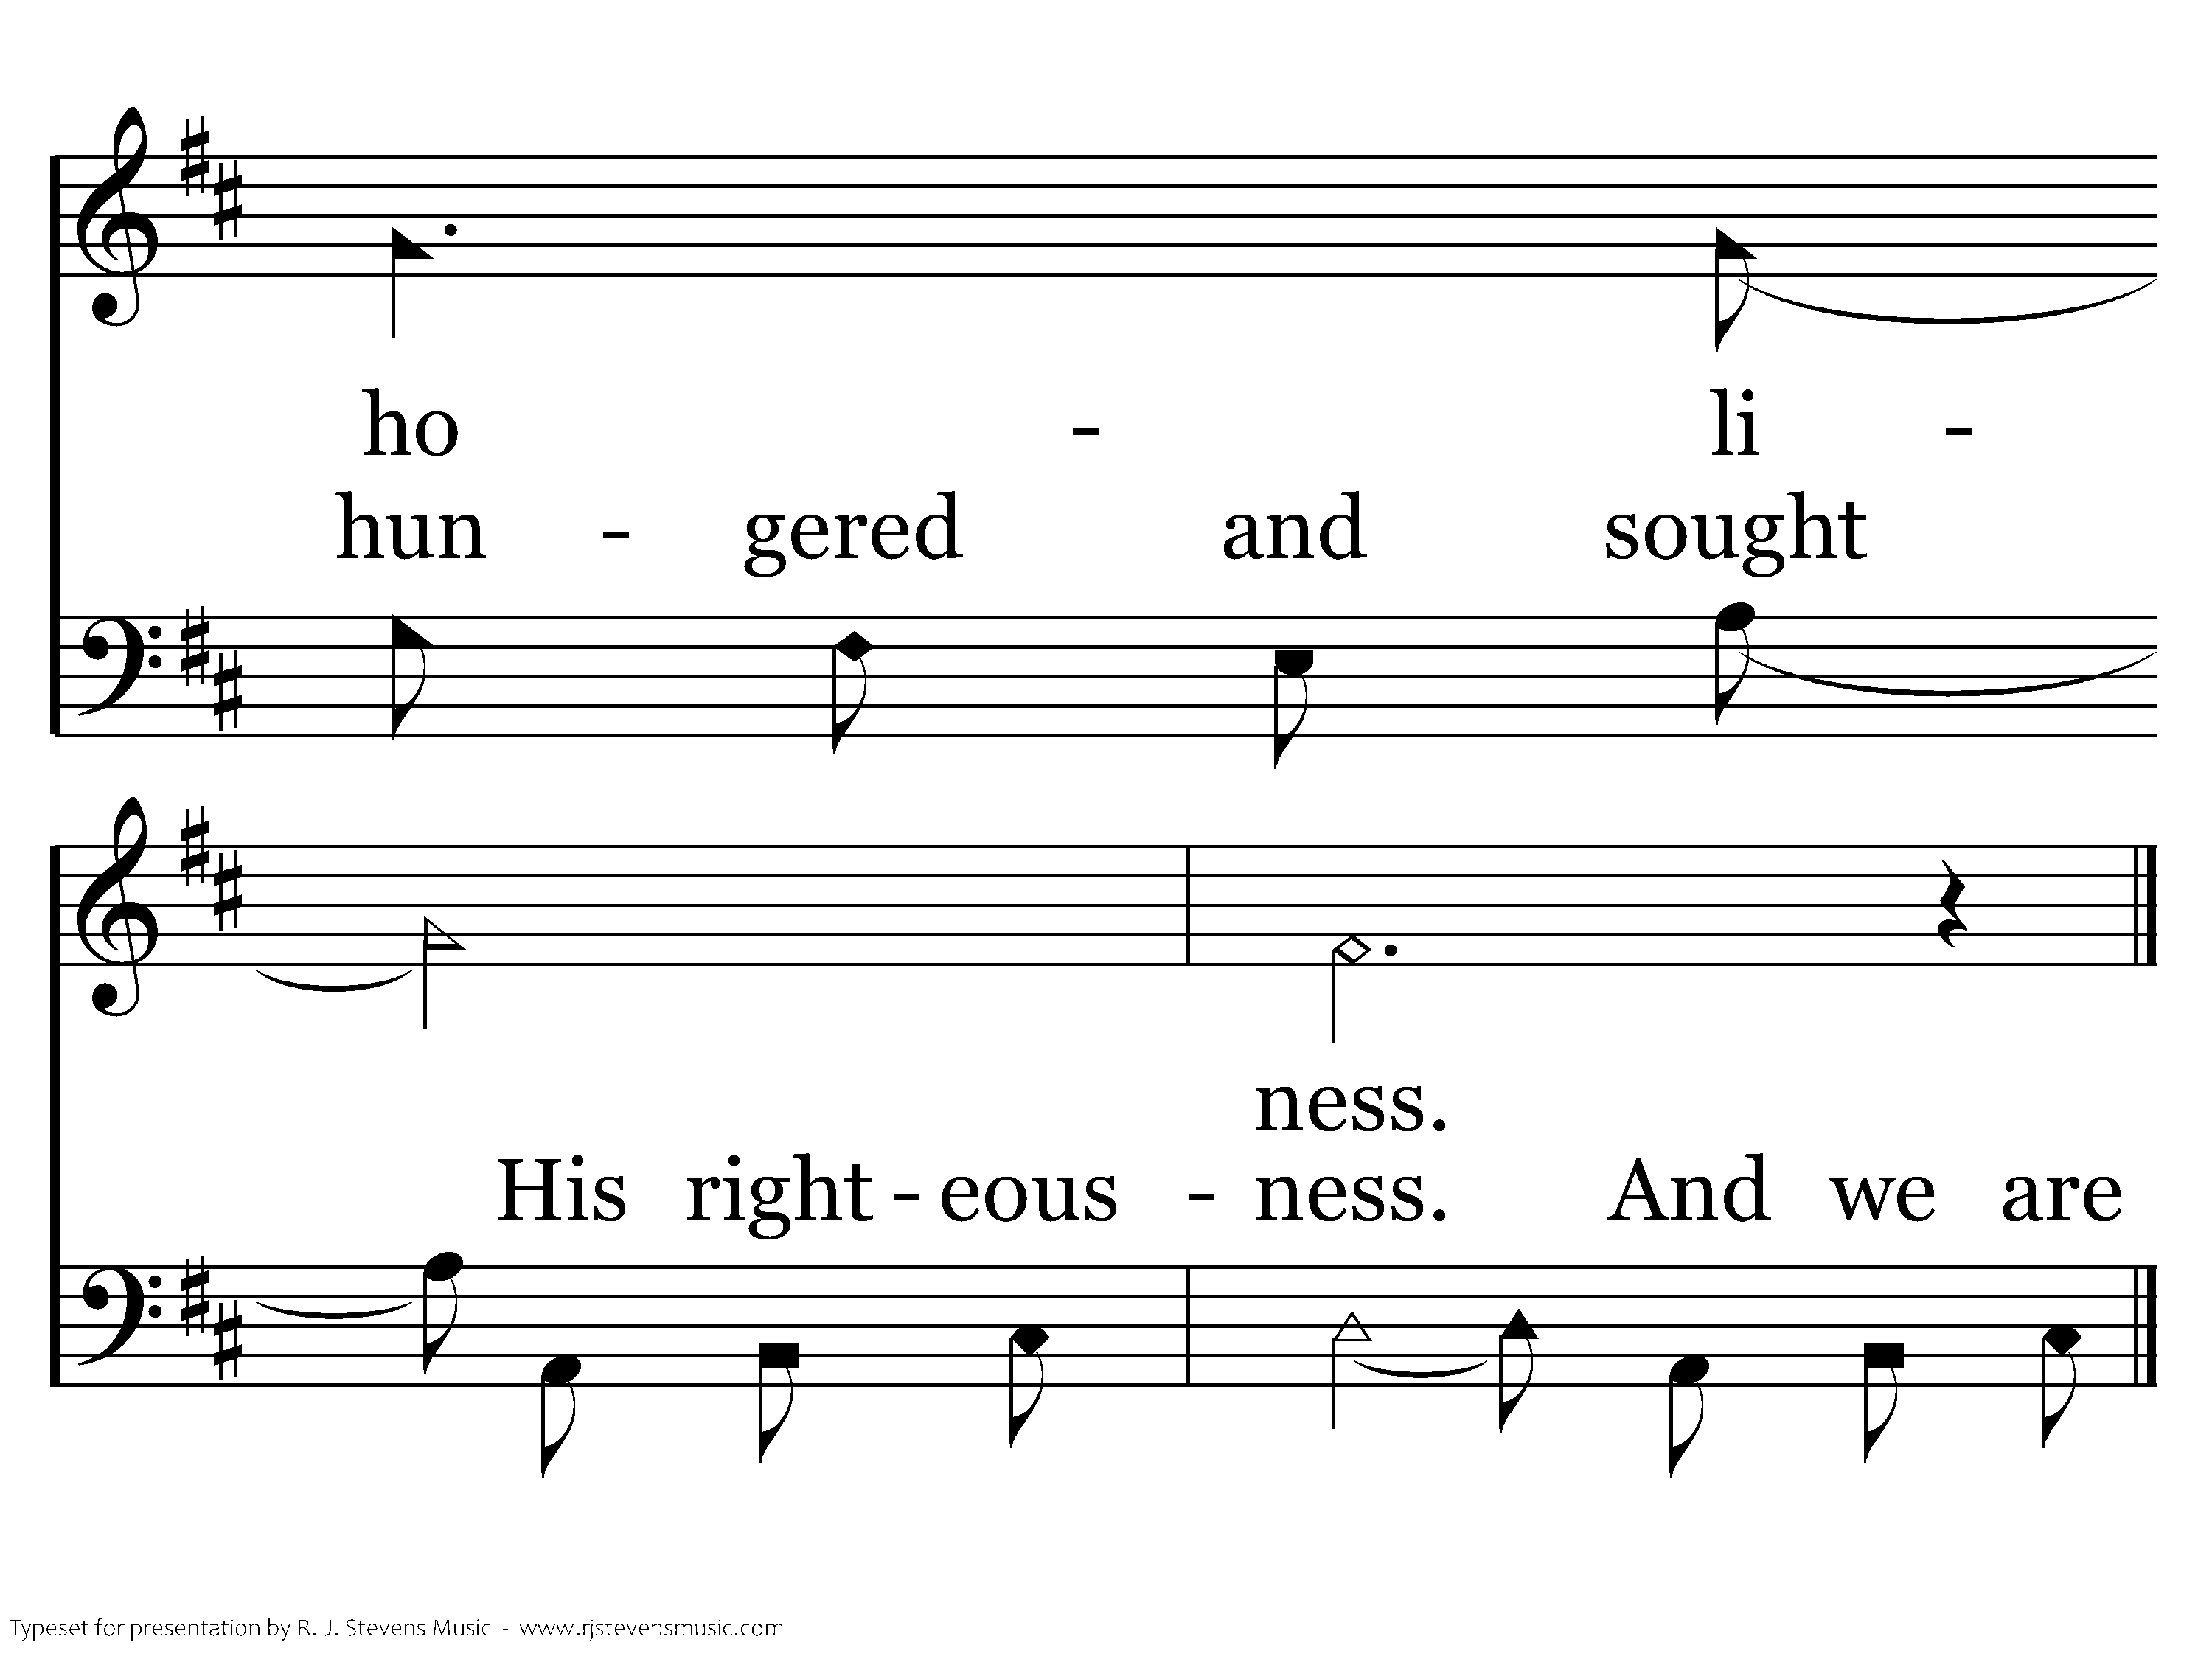 ho - li -
hun - gered and sought
ness.
His right - eous - ness. And we are
Typeset for presentation by R. J. Stevens Music - www.rjstevensmusic.com